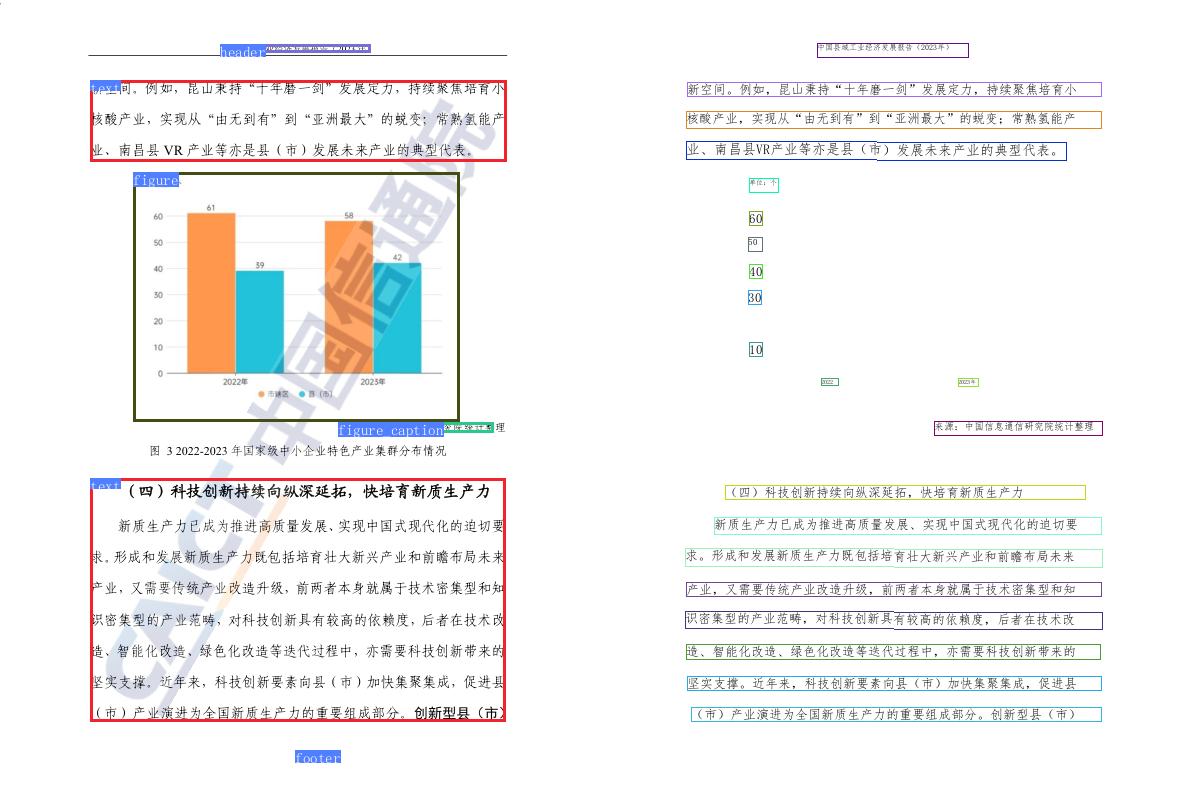 header
text
新空间。例如，昆山秉持“十年磨一剑”发展定力，持续聚焦培育小
核酸产业，实现从“由无到有”到“亚洲最大”的蜕变；常熟氢能产
业、南昌县 VR 产业等亦是县（市）发展未来产业的典型代表。
figure
61
58
39
42
60
50
40
30
20
10
0
2022年
2023年
市辖区
县（市）
figure_caption
究院统计整理
图 3 2022-2023 年国家级中小企业特色产业集群分布情况
text
（四）科技创新持续向纵深延拓，快培育新质生产力
新质生产力已成为推进高质量发展、实现中国式现代化的迫切要
求。形成和发展新质生产力既包括培育壮大新兴产业和前瞻布局未来
产业，又需要传统产业改造升级，前两者本身就属于技术密集型和知
识密集型的产业范畴，对科技创新具有较高的依赖度，后者在技术改
造、智能化改造、绿色化改造等迭代过程中，亦需要科技创新带来的
坚实支撑。近年来，科技创新要素向县（市）加快集聚集成，促进县
（市）产业演进为全国新质生产力的重要组成部分。创新型县（市）
footer
CAICT 中国信通院
中国县域工业经济发展报告（2023年）
新空间。例如，昆山秉持“十年磨一剑”发展定力，持续聚焦培育小
核酸产业，实现从“由无到有”到“亚洲最大”的蜕变；常熟氢能产
业、南昌县VR产业等亦是县（市）发展未来产业的典型代表。
单位：个
60
50
40
30
10
2022
2023年
来源：中国信息通信研究院统计整理
（四）科技创新持续向纵深延拓，快培育新质生产力
新质生产力已成为推进高质量发展、实现中国式现代化的迫切要
求。形成和发展新质生产力既包括培育壮大新兴产业和前瞻布局未来
产业，又需要传统产业改造升级，前两者本身就属于技术密集型和知
识密集型的产业范畴，对科技创新具有较高的依赖度，后者在技术改
造、智能化改造、绿色化改造等迭代过程中，亦需要科技创新带来的
坚实支撑。近年来，科技创新要素向县（市）加快集聚集成，促进县
（市）产业演进为全国新质生产力的重要组成部分。创新型县（市）